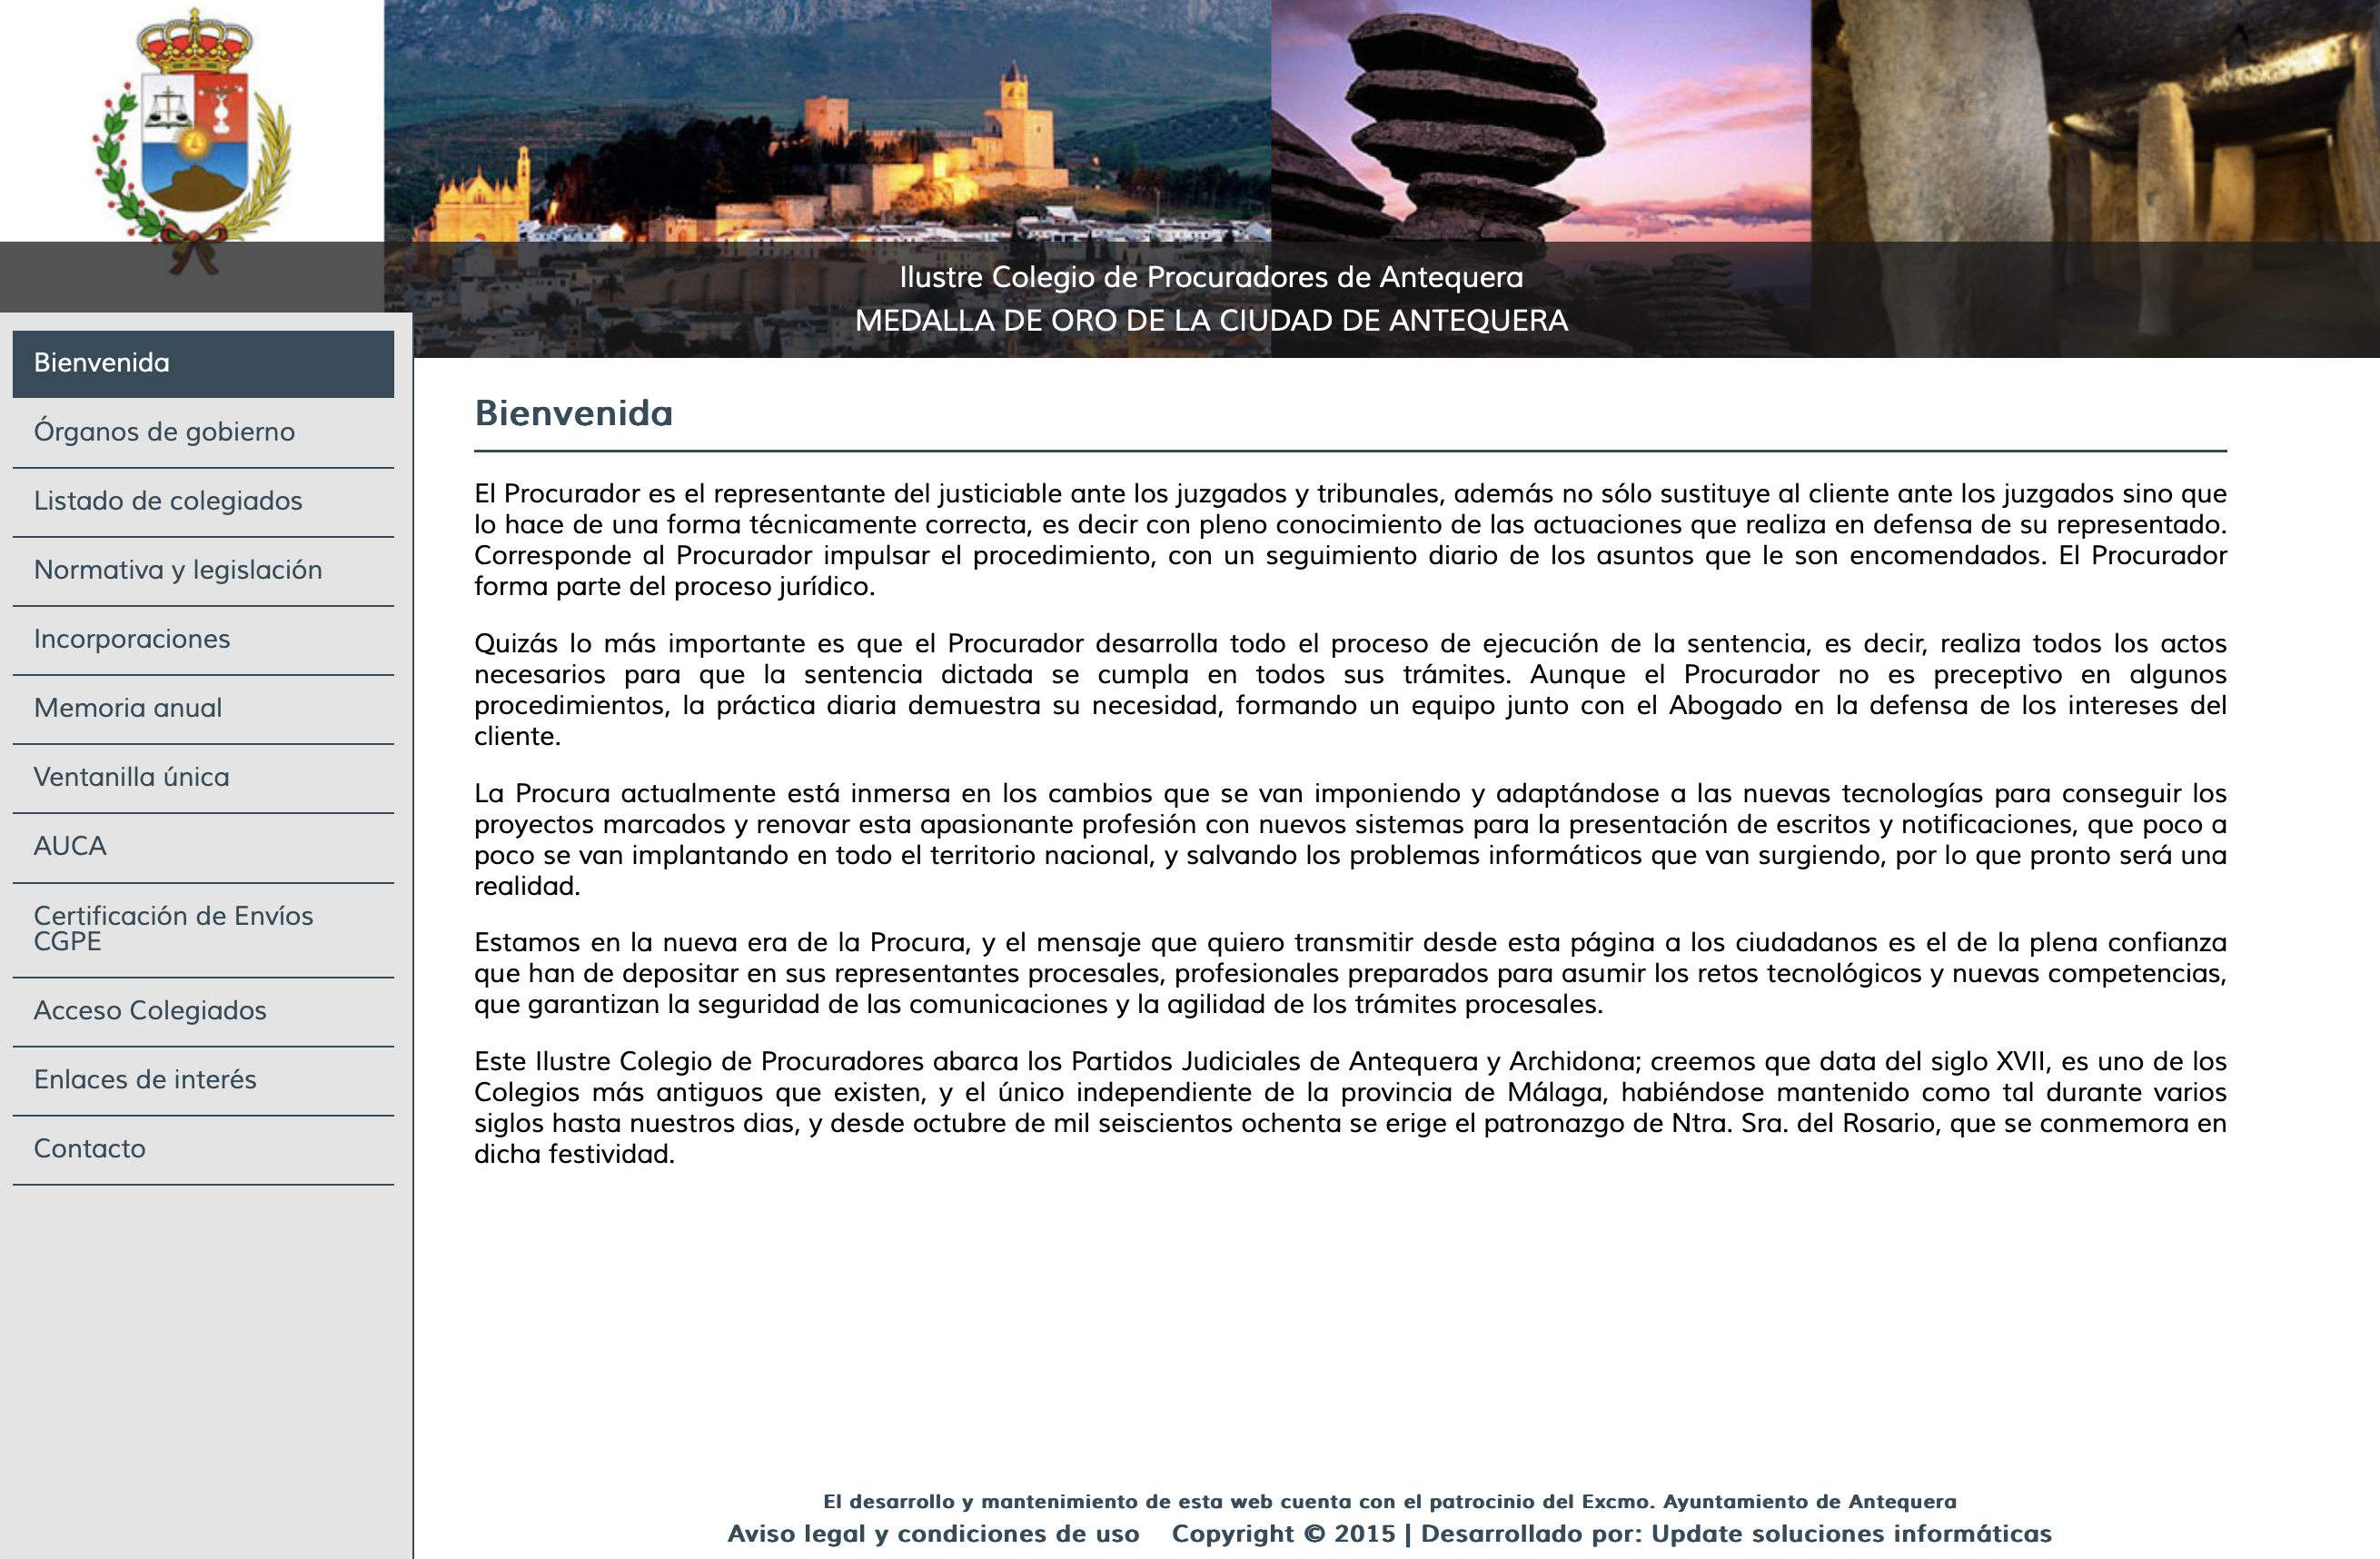 Ilustre Colegio de Procuradores de Antequera
MEDALLA DE ORO DE LA CIUDAD DE ANTEQUERA
Bienvenida
Órganos de gobierno
Listado de colegiados
Normativa y legislación
Incorporaciones
Memoria anual
Ventanilla única
AUCA
Certificación de Envíos
CGPE
Acceso Colegiados
Enlaces de interés
Contacto
Bienvenida
El Procurador es el representante del justiciable ante los juzgados y tribunales, además no sólo sustituye al cliente ante los juzgados sino que
lo hace de una forma técnicamente correcta, es decir con pleno conocimiento de las actuaciones que realiza en defensa de su representado.
Corresponde al Procurador impulsar el procedimiento, con un seguimiento diario de los asuntos que le son encomendados. El Procurador
forma parte del proceso jurídico.
Quizás lo más importante es que el Procurador desarrolla todo el proceso de ejecución de la sentencia, es decir, realiza todos los actos
necesarios para que la sentencia dictada se cumpla en todos sus trámites. Aunque el Procurador no es preceptivo en algunos
procedimientos, la práctica diaria demuestra su necesidad, formando un equipo junto con el Abogado en la defensa de los intereses del
cliente.
La Procura actualmente está inmersa en los cambios que se van imponiendo y adaptándose a las nuevas tecnologías para conseguir los
proyectos marcados y renovar esta apasionante profesión con nuevos sistemas para la presentación de escritos y notificaciones, que poco a
poco se van implantando en todo el territorio nacional, y salvando los problemas informáticos que van surgiendo, por lo que pronto será una
realidad.
Estamos en la nueva era de la Procura, y el mensaje que quiero transmitir desde esta página a los ciudadanos es el de la plena confianza
que han de depositar en sus representantes procesales, profesionales preparados para asumir los retos tecnológicos y nuevas competencias,
que garantizan la seguridad de las comunicaciones y la agilidad de los trámites procesales.
Este Ilustre Colegio de Procuradores abarca los Partidos Judiciales de Antequera y Archidona; creemos que data del siglo XVII, es uno de los
Colegios más antiguos que existen, y el único independiente de la provincia de Málaga, habiéndose mantenido como tal durante varios
siglos hasta nuestros dias, y desde octubre de mil seiscientos ochenta se erige el patronazgo de Ntra. Sra. del Rosario, que se conmemora en
dicha festividad.
El desarrollo y mantenimiento de esta web cuenta con el patrocinio del Excmo. Ayuntamiento de Antequera
Aviso legal y condiciones de uso Copyright © 2015 | Desarrollado por: Update soluciones informáticas